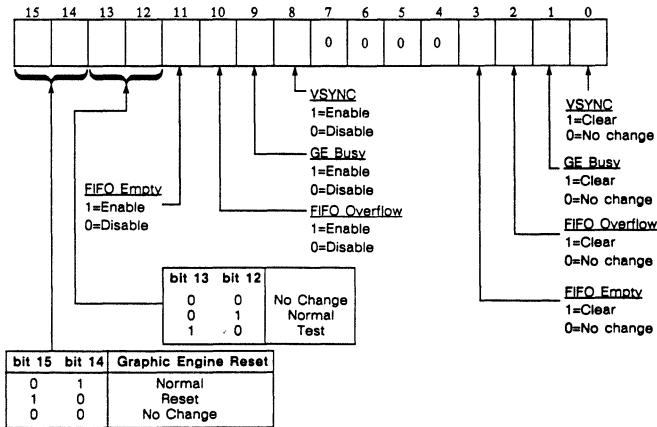 15 14 13 12 11 10 9 8 7 6 5 4 3 2 1 0
0 0 0 0
VSYNC
1=Enable
0=Disable
GE Busy
1=Enable
0=Disable
FIFO Overflow
1=Enable
0=Disable
FIFO Empty
1=Enable
0=Disable
VSYNC
1=Clear
0=No change
GE Busy
1=Clear
0=No change
FIFO Overflow
1=Clear
0=No change
FIFO Empty
1=Clear
0=No change
bit 13 bit 12
0 0 No Change
0 1 Normal
1 0 Test
bit 15 bit 14 Graphic Engine Reset
0 1 Normal
1 0 Reset
0 0 No Change